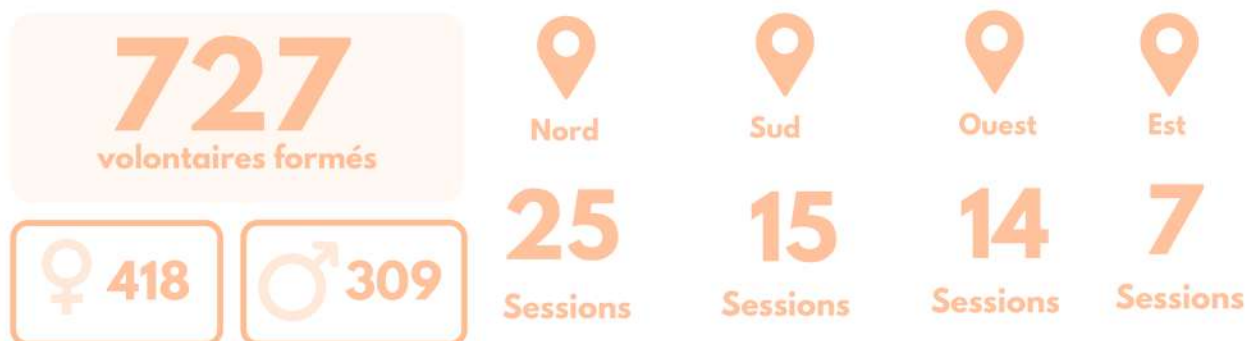 727
volontaires formés
418
309
Nord
Sud
Ouest
Est
25
15
14
7
Sessions
Sessions
Sessions
Sessions